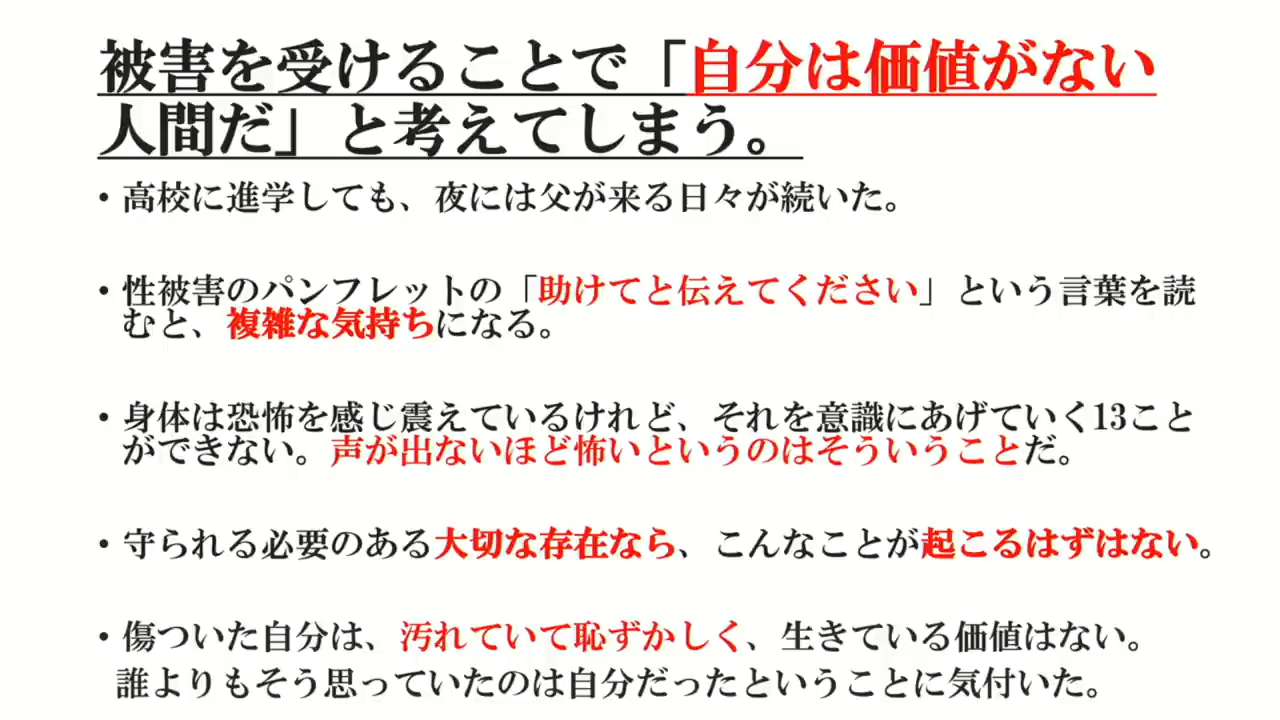 被害を受けることで「自分は価値がない
人間だ」と考えてしまう。
・高校に進学しても、夜には父が来る日々が続いた。
・性被害のパンフレットの「助けてと伝えてください」という言葉を読
むと、複雑な気持ちになる。
・身体は恐怖を感じ震えているけれど、それを意識にあげていく13こと
ができない。声が出ないほど怖いというのはそういうことだ。
・守られる必要のある大切な存在なら、こんなことが起こるはずはない。
・傷ついた自分は、汚れていて恥ずかしく、生きている価値はない。
誰よりもそう思っていたのは自分だったということに気付いた。